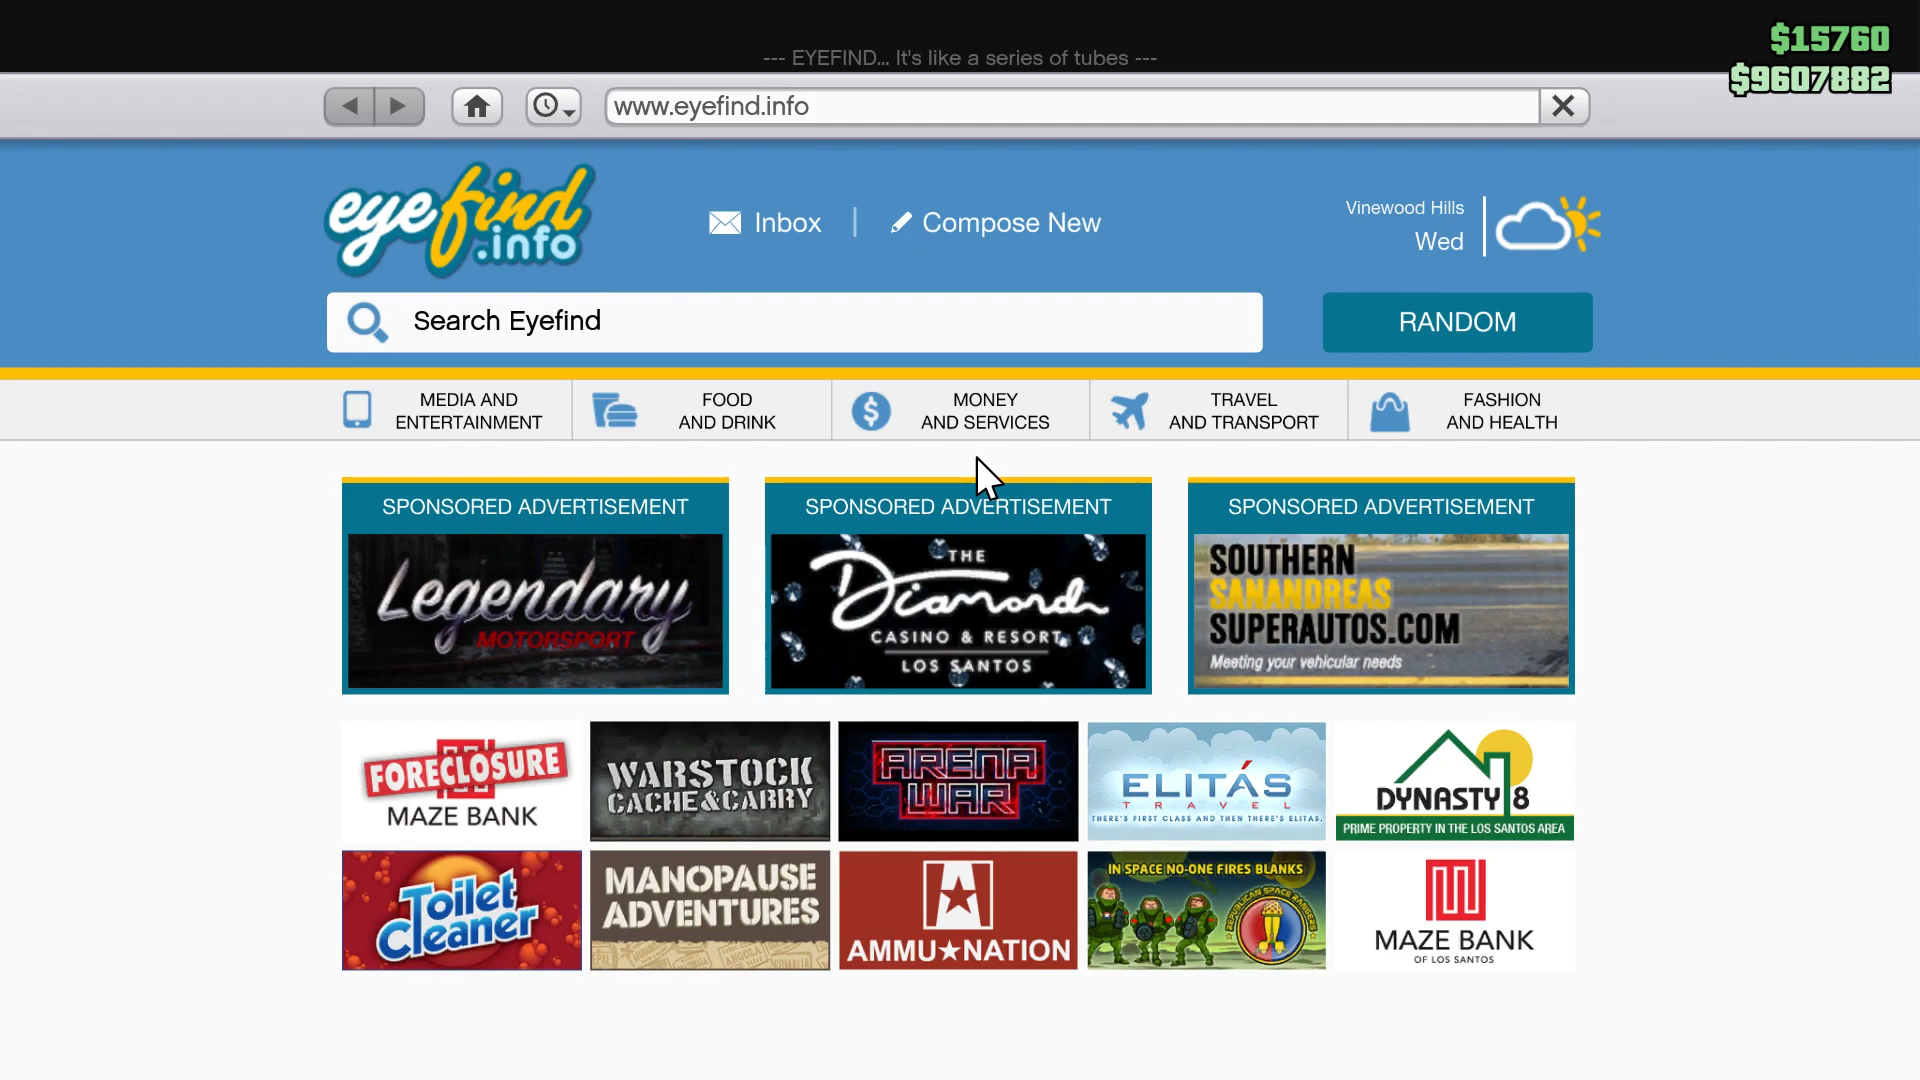 $15760
--- EYEFIND... It's like a series of tubes ---
$9607882
www.eyefind.info
eyefind
.info
Inbox
Compose New
Vinewood Hills
Wed
Search Eyefind
RANDOM
MEDIA AND
ENTERTAINMENT
FOOD
AND DRINK
MONEY
AND SERVICES
TRAVEL
AND TRANSPORT
FASHION
AND HEALTH
SPONSORED ADVERTISEMENT
Legendary
MOTORSPORT
SPONSORED ADVERTISEMENT
THE
Diamond
CASINO & RESORT
LOS SANTOS
SPONSORED ADVERTISEMENT
SOUTHERN
SANANDREAS
SUPERAUTOS.COM
Meeting your vehicular needs
FORECLOSURE
MAZE BANK
WARSTOCK
CACHE&CARRY
ARENA
WAR
ELITÁS
TRAVEL
THERE'S FIRST CLASS AND THEN THERE'S ELITAS.
DYNASTY 8
PRIME PROPERTY IN THE LOS SANTOS AREA
Toilet
Cleaner
MANOPAUSE
ADVENTURES
AMMU★NATION
IN SPACE NO-ONE FIRES BLANKS
REPUBLICAN SPACE RANGERS
MAZE BANK
OF LOS SANTOS